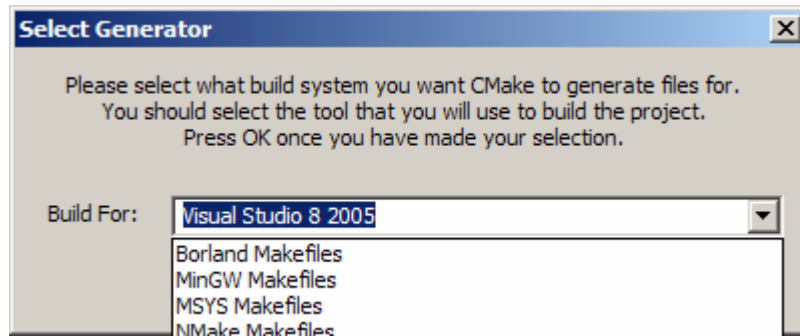 Select Generator
Please select what build system you want CMake to generate files for.
You should select the tool that you will use to build the project.
Press OK once you have made your selection.
Build For: Visual Studio 8 2005
Borland Makefiles
MinGW Makefiles
MSYS Makefiles
NMake Makefiles